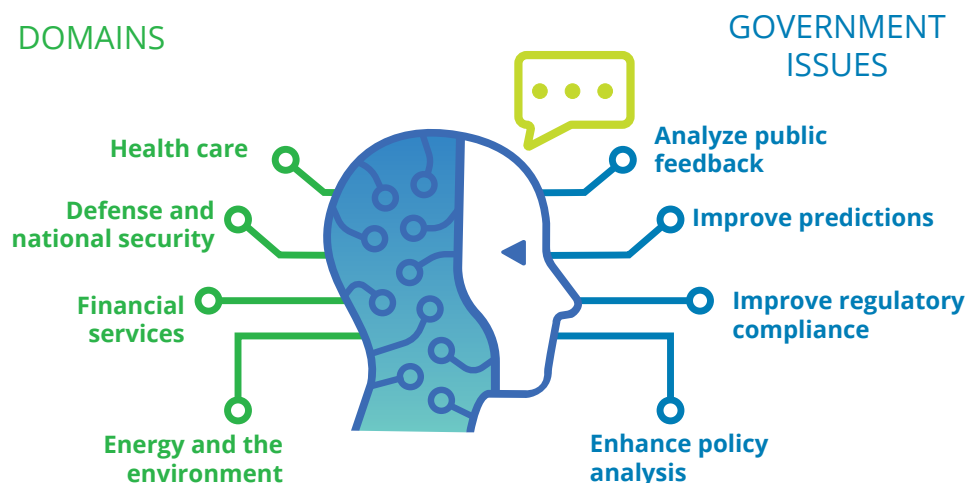 DOMAINS
Health care
Defense and
national security
Financial
services
Energy and the
environment
GOVERNMENT
ISSUES
Analyze public
feedback
Improve predictions
Improve regulatory
compliance
Enhance policy
analysis